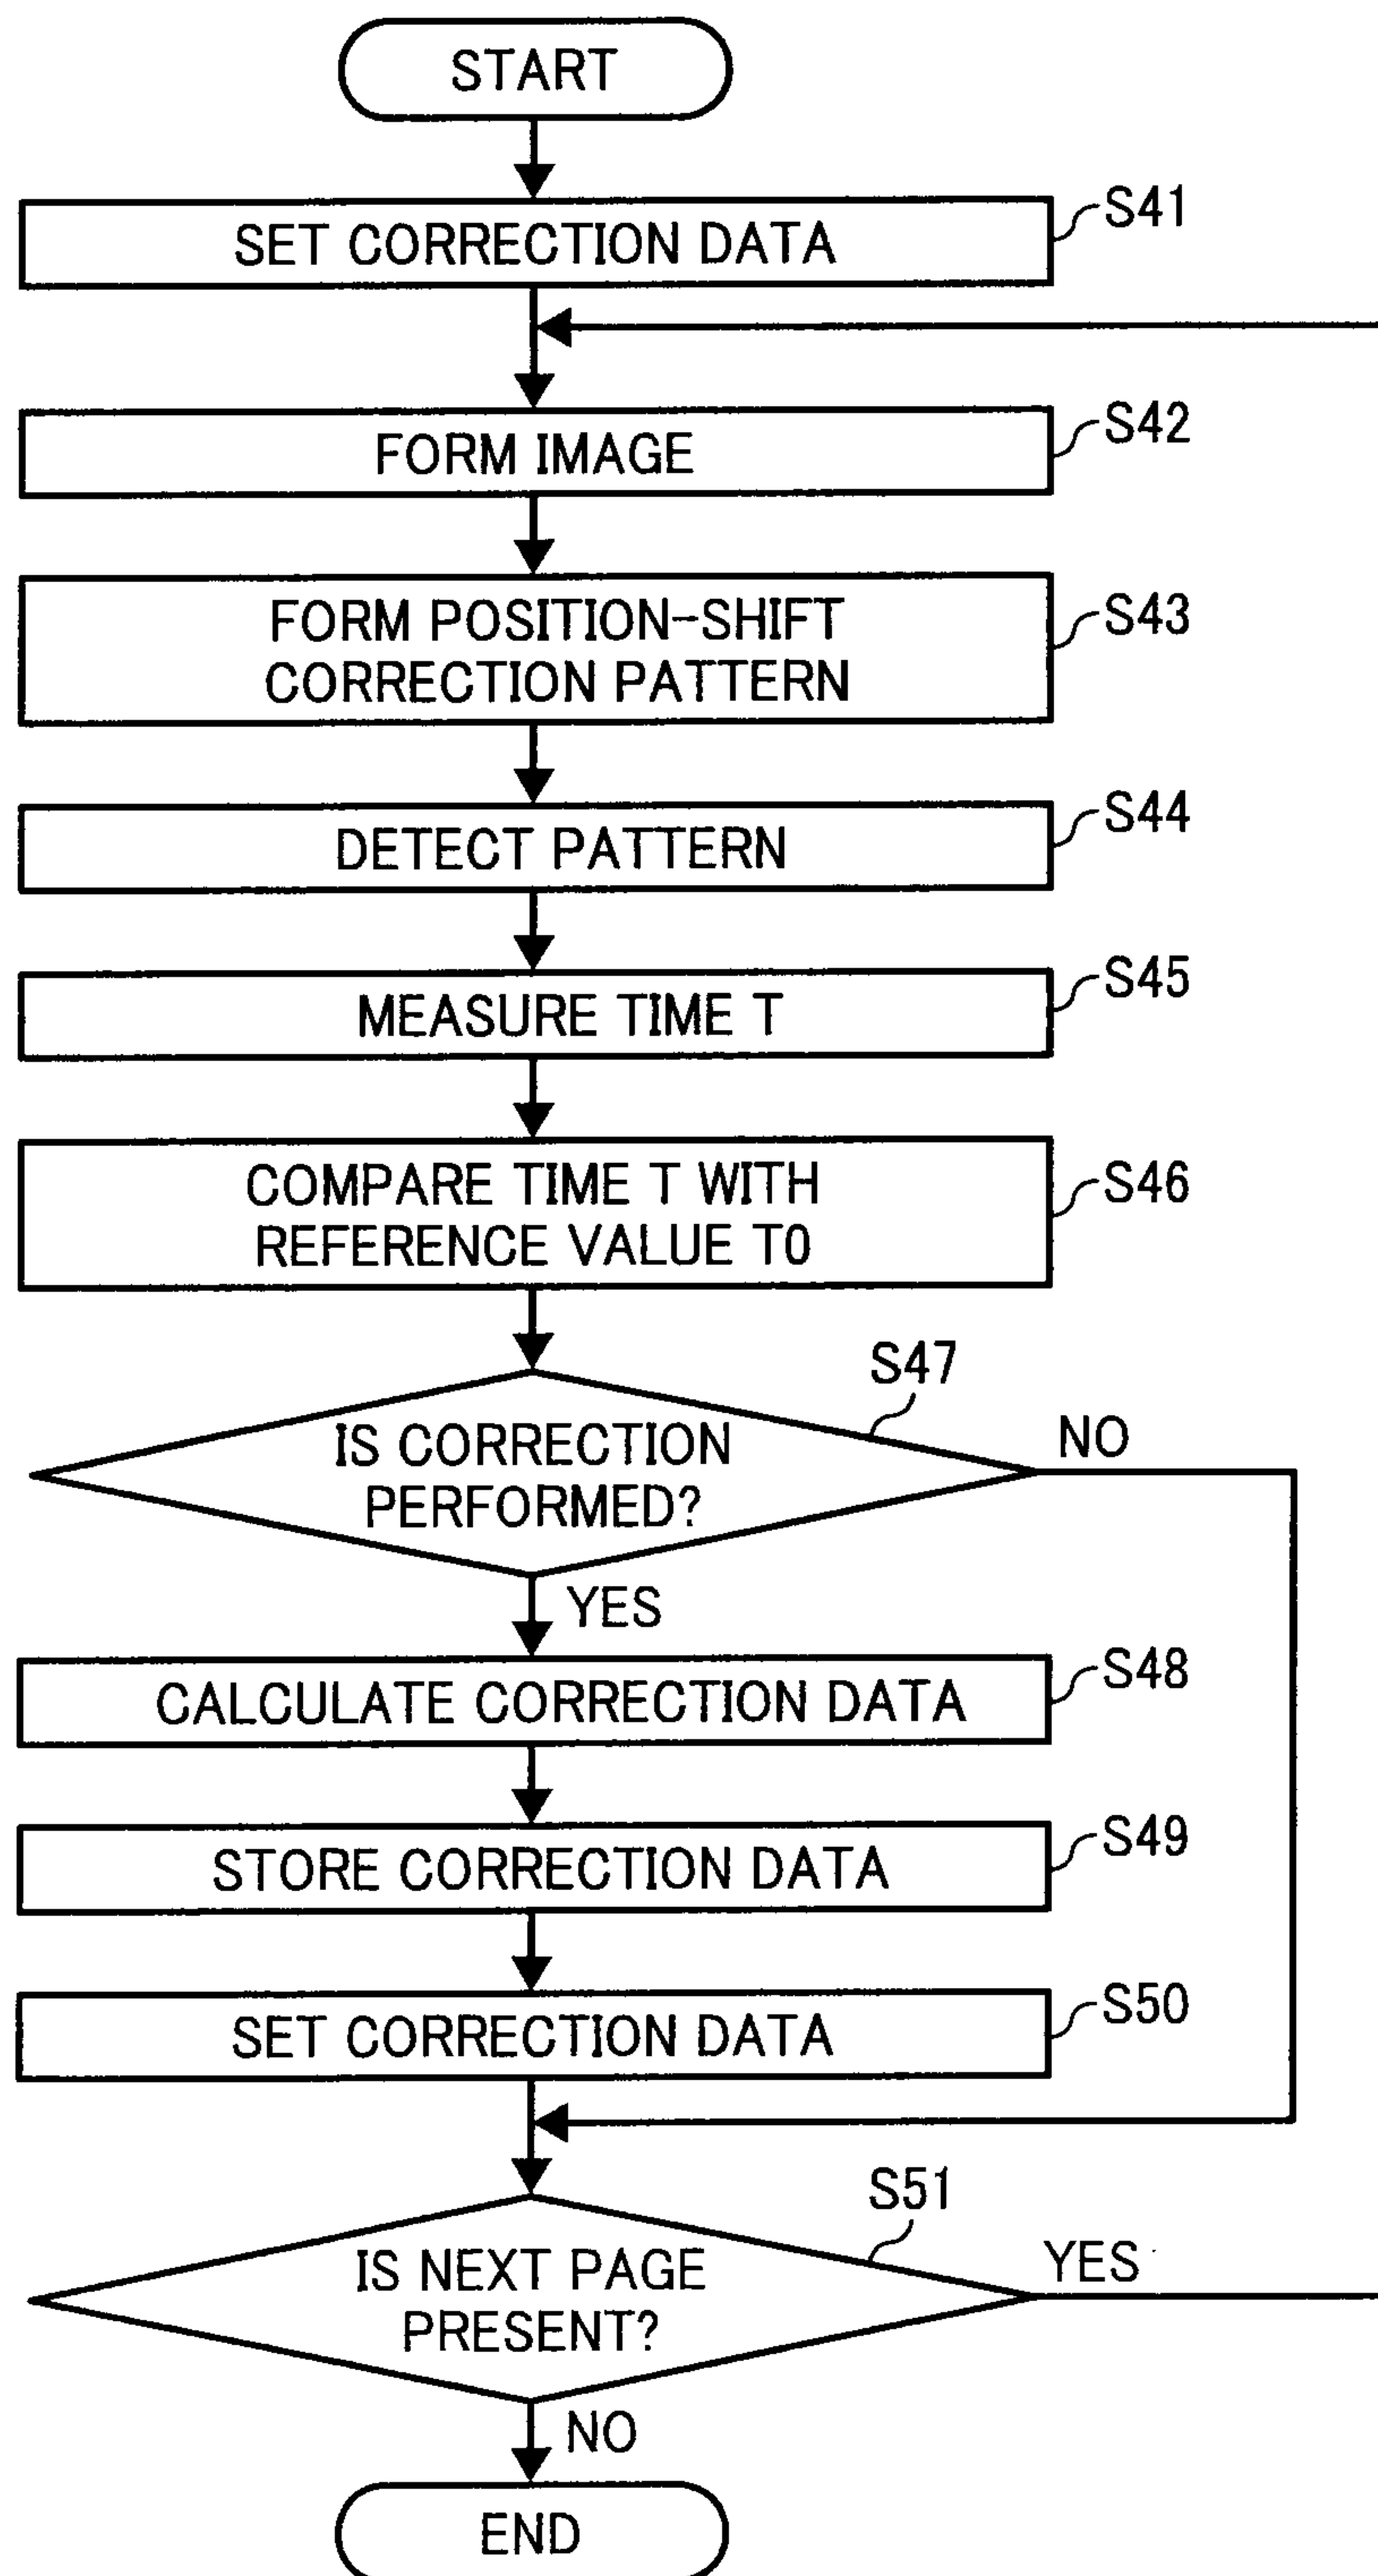 START
SET CORRECTION DATA
S41
FORM IMAGE
S42
FORM POSITION-SHIFT
CORRECTION PATTERN
S43
DETECT PATTERN
S44
MEASURE TIME T
S45
COMPARE TIME T WITH
REFERENCE VALUE T0
S46
S47
IS CORRECTION
PERFORMED?
NO
YES
CALCULATE CORRECTION DATA
S48
STORE CORRECTION DATA
S49
SET CORRECTION DATA
S50
S51
IS NEXT PAGE
PRESENT?
YES
NO
END